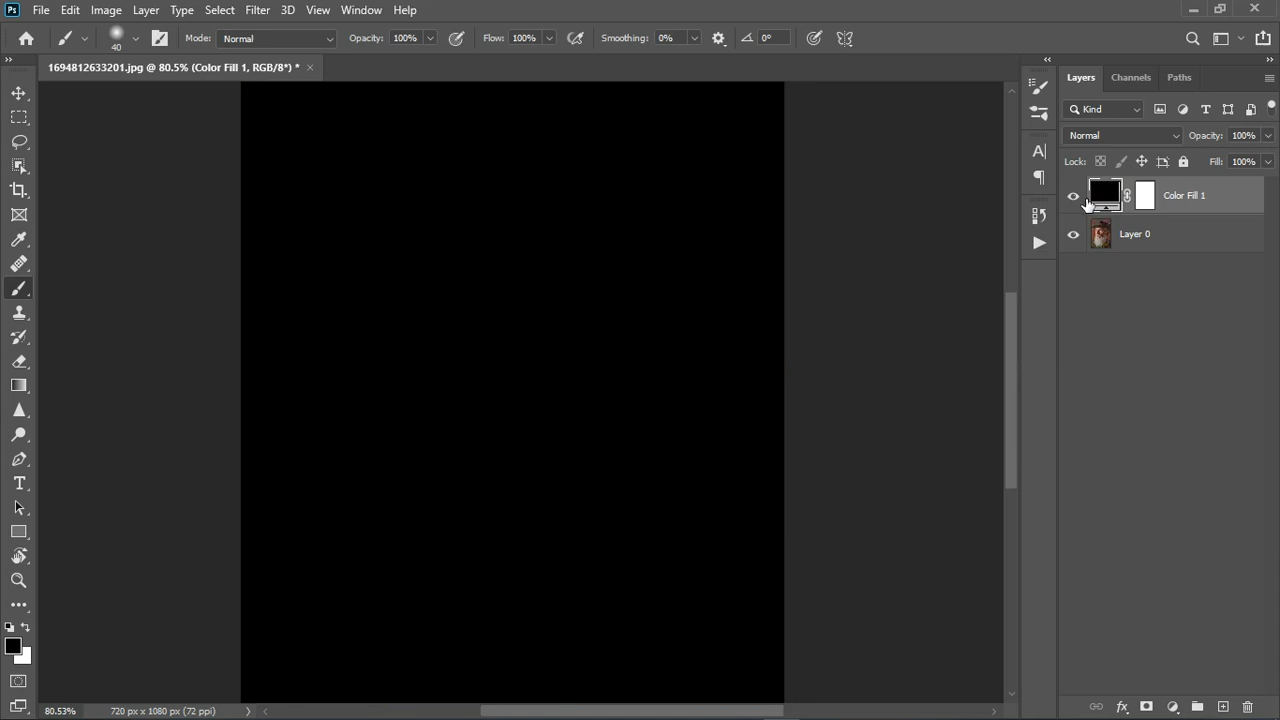 Ps File Edit Image Layer Type Select Filter 3D View Window Help
40 Mode: Normal Opacity: 100% Flow: 100% Smoothing: 0% 0°
1694812633201.jpg @ 80.5% (Color Fill 1, RGB/8*) *
Layers Channels Paths
Kind
Normal Opacity: 100%
Lock: Fill: 100%
Color Fill 1
Layer 0
80.53% 720 px x 1080 px (72 ppi)